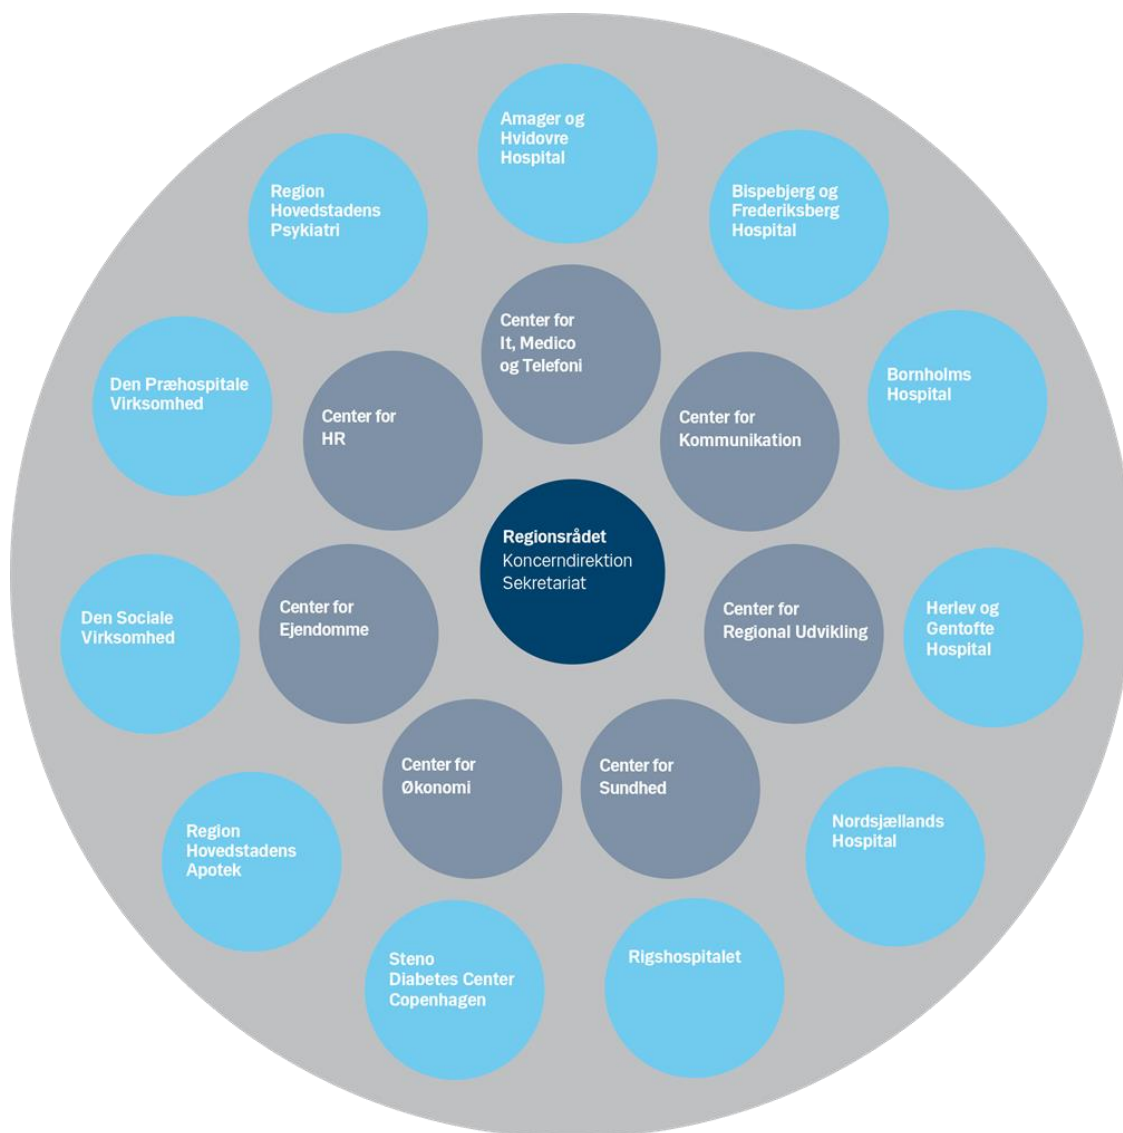 Amager og
Hvidovre
Hospital
Region
Hovedstadens
Psykiatri
Bispebjerg og
Frederiksberg
Hospital
Center for
It, Medico
og Telefoni
Den Præhospitale
Virksomhed
Bornholms
Hospital
Center for
HR
Center for
Kommunikation
Regionsrådet
Koncerndirektion
Sekretariat
Den Sociale
Virksomhed
Center for
Ejendomme
Center for
Regional Udvikling
Herlev og
Gentofte
Hospital
Center for
Økonomi
Center for
Sundhed
Region
Hovedstadens
Apotek
Nordsjællands
Hospital
Steno
Diabetes Center
Copenhagen
Rigshospitalet